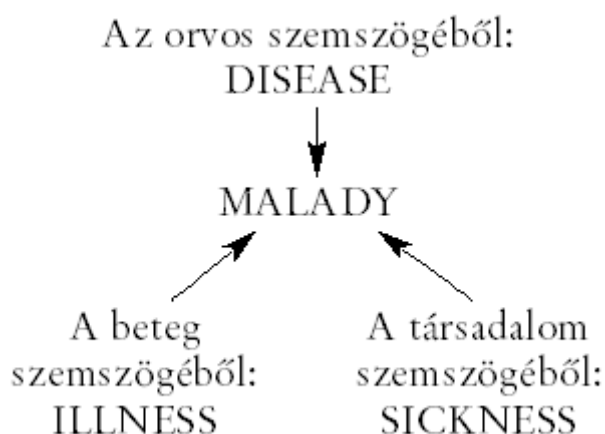 Az orvos szemszögéből:
DISEASE
MALADY
A beteg
szemszögéből:
ILLNESS
A társadalom
szemszögéből:
SICKNESS